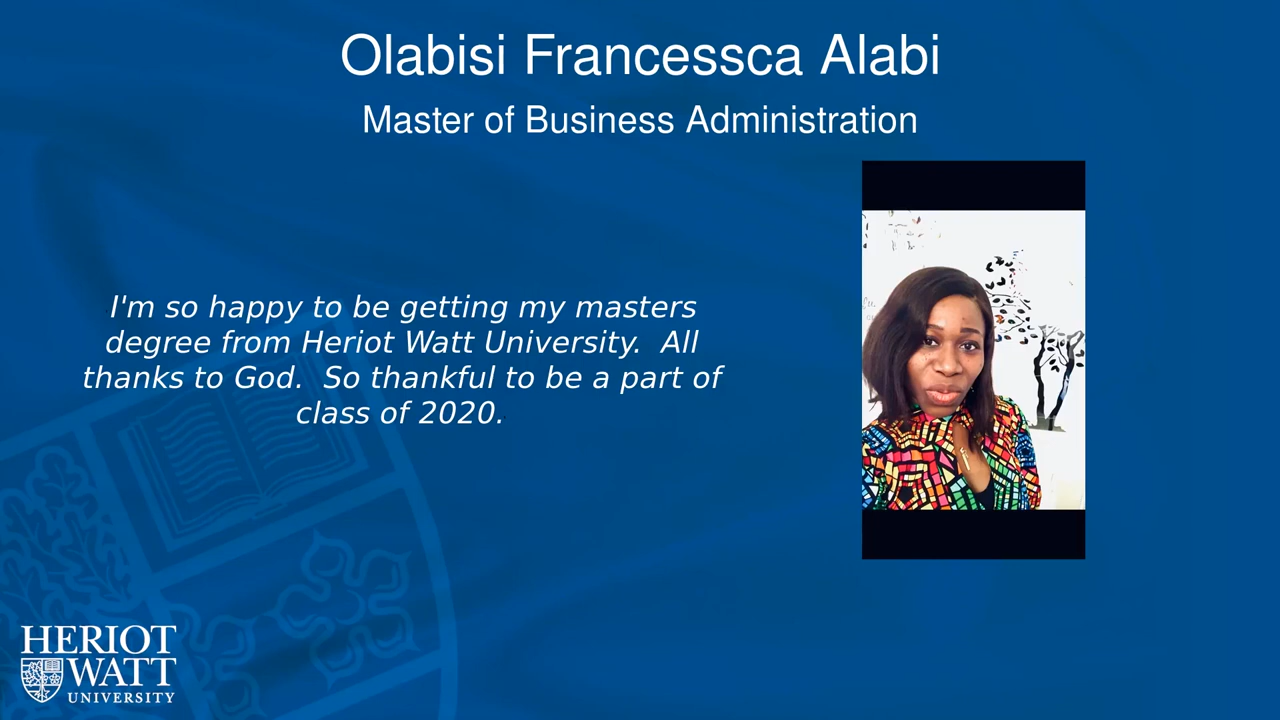 Olabisi Francessca Alabi
Master of Business Administration
I'm so happy to be getting my masters
degree from Heriot Watt University.  All
thanks to God.  So thankful to be a part of
class of 2020.
HERIOT
WATT
UNIVERSITY